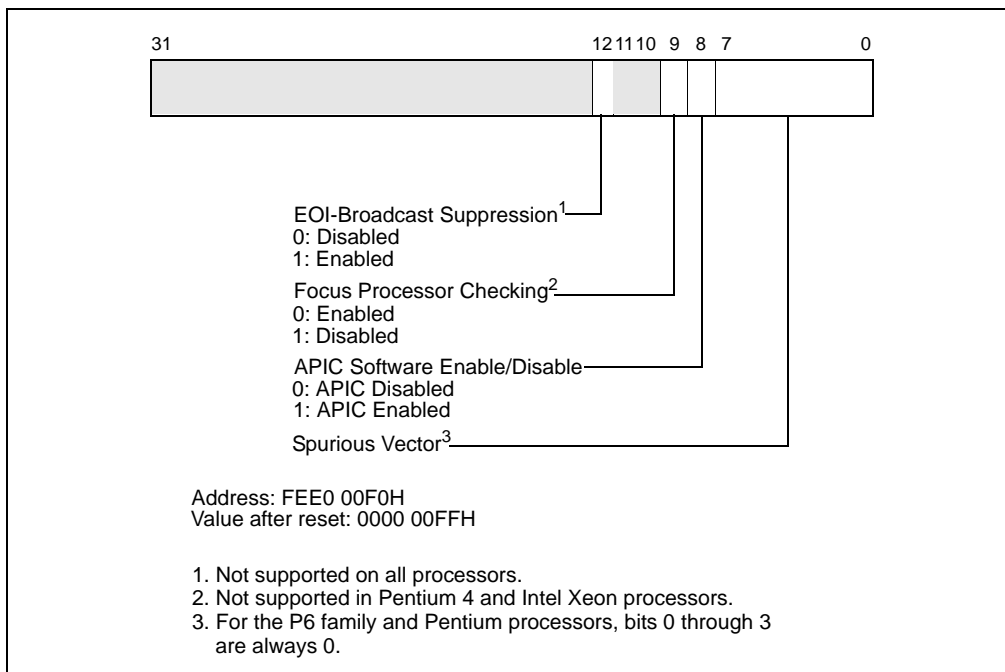 31 12 11 10 9 8 7 0
EOI-Broadcast Suppression1
0: Disabled
1: Enabled
Focus Processor Checking2
0: Enabled
1: Disabled
APIC Software Enable/Disable
0: APIC Disabled
1: APIC Enabled
Spurious Vector3
Address: FEE0 00F0H
Value after reset: 0000 00FFH
1. Not supported on all processors.
2. Not supported in Pentium 4 and Intel Xeon processors.
3. For the P6 family and Pentium processors, bits 0 through 3
are always 0.